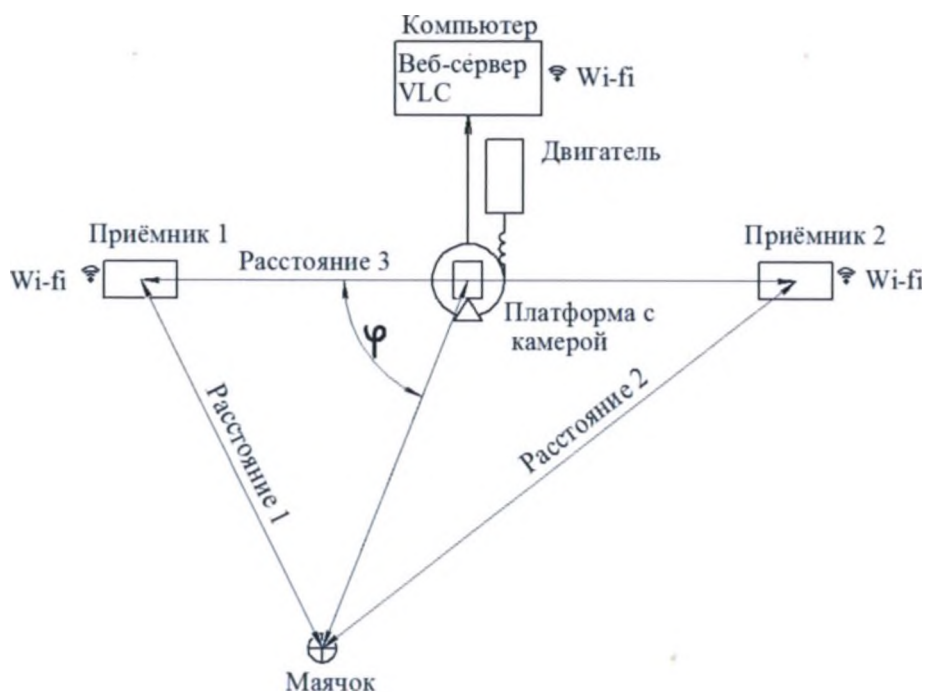 Компьютер
Веб-сервер
VLC
Wi-fi
Двигатель
Приёмник 1
Приёмник 2
Wi-fi
Расстояние 3
Wi-fi
Платформа с
камерой
φ
Расстояние 1
Расстояние 2
Маячок